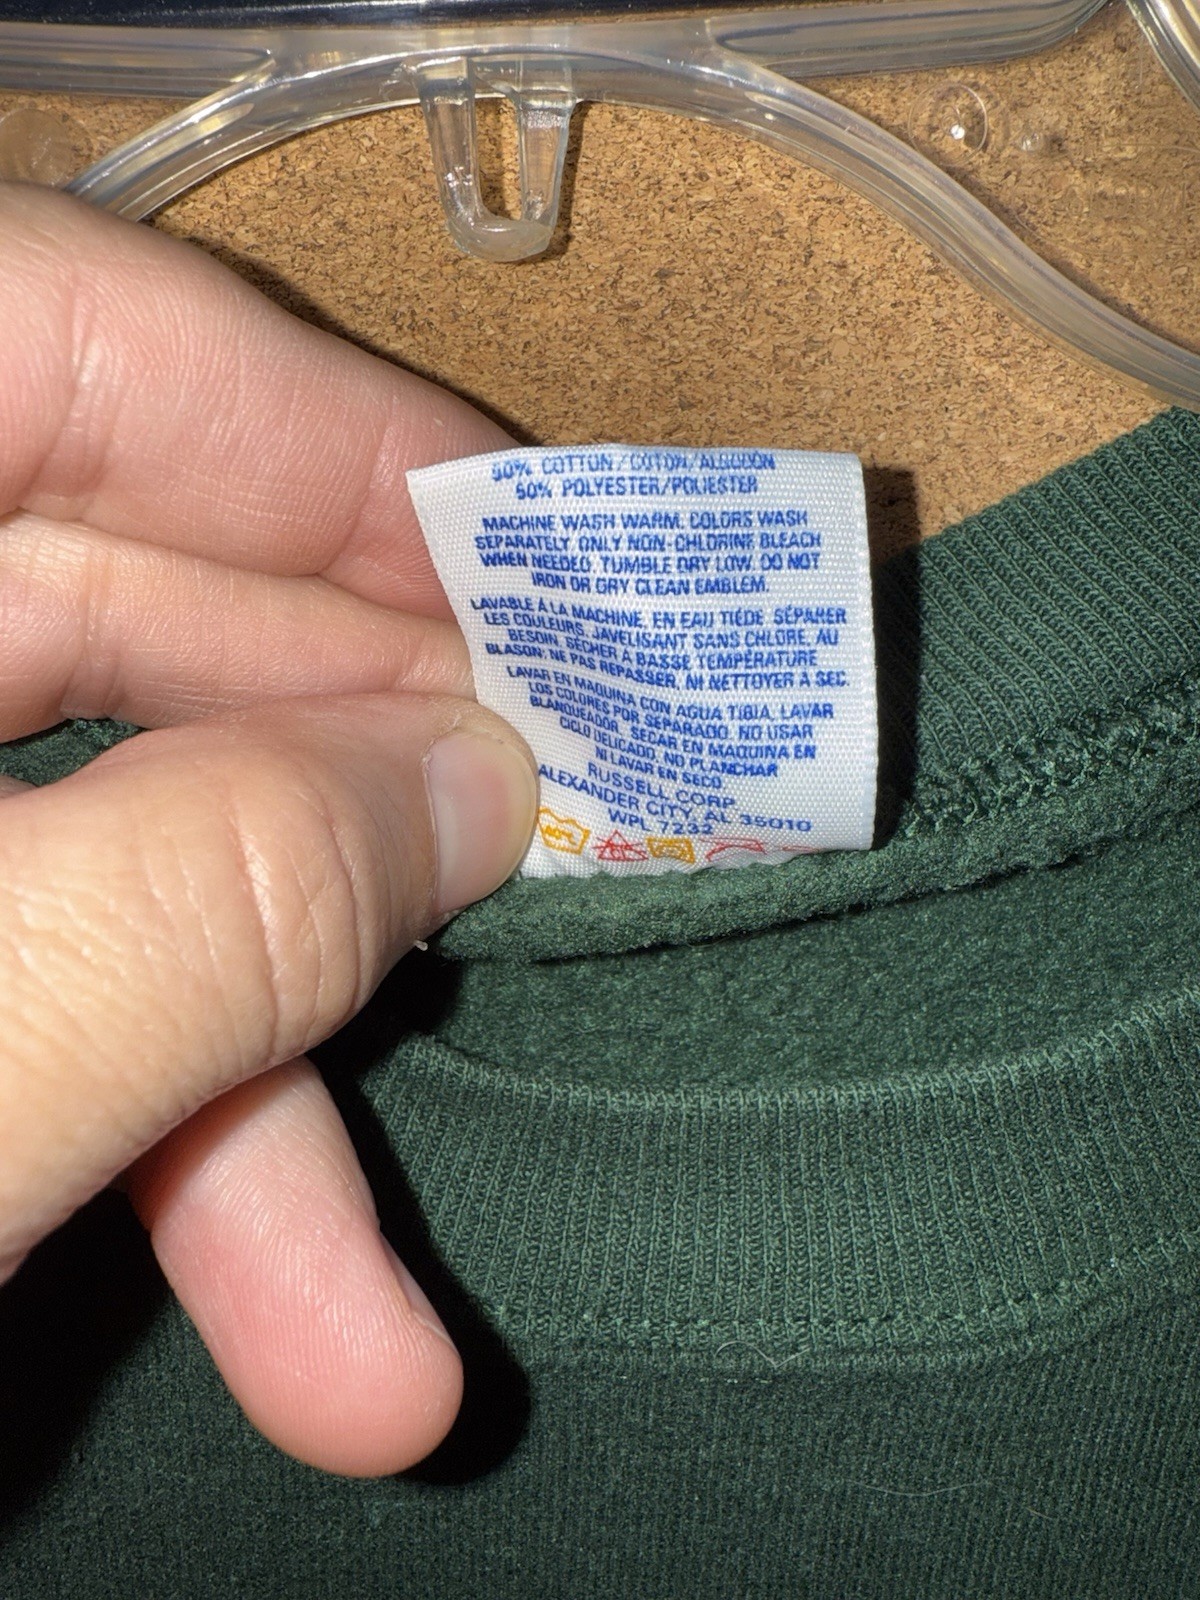 50% COTTON/COTON/ALGODÓN
50% POLYESTER/POLIESTER
MACHINE WASH WARM. COLORS WASH
SEPARATELY. ONLY NON-CHLORINE BLEACH
WHEN NEEDED. TUMBLE DRY LOW. DO NOT
IRON OR DRY CLEAN EMBLEM.
LAVABLE À LA MACHINE, EN EAU TIÈDE. SÉPARER
LES COULEURS. JAVELISANT SANS CHLORE, AU
BESOIN. SÉCHER À BASSE TEMPÉRATURE
BLASON: NE PAS REPASSER, NI NETTOYER À SEC.
LAVAR EN MAQUINA CON AGUA TIBIA. LAVAR
LOS COLORES POR SEPARADO. NO USAR
BLANQUEADOR. SECAR EN MAQUINA EN
CICLO DELICADO. NO PLANCHAR
NI LAVAR EN SECO
RUSSELL CORP
ALEXANDER CITY, AL 35010
WPL 7232